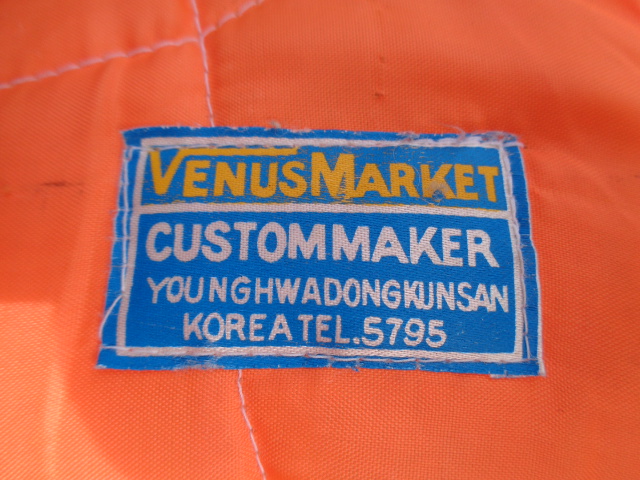 VENUSMARKET
CUSTOMMAKER
YOUNGHWADONGKUNSAN
KOREATEL.5795